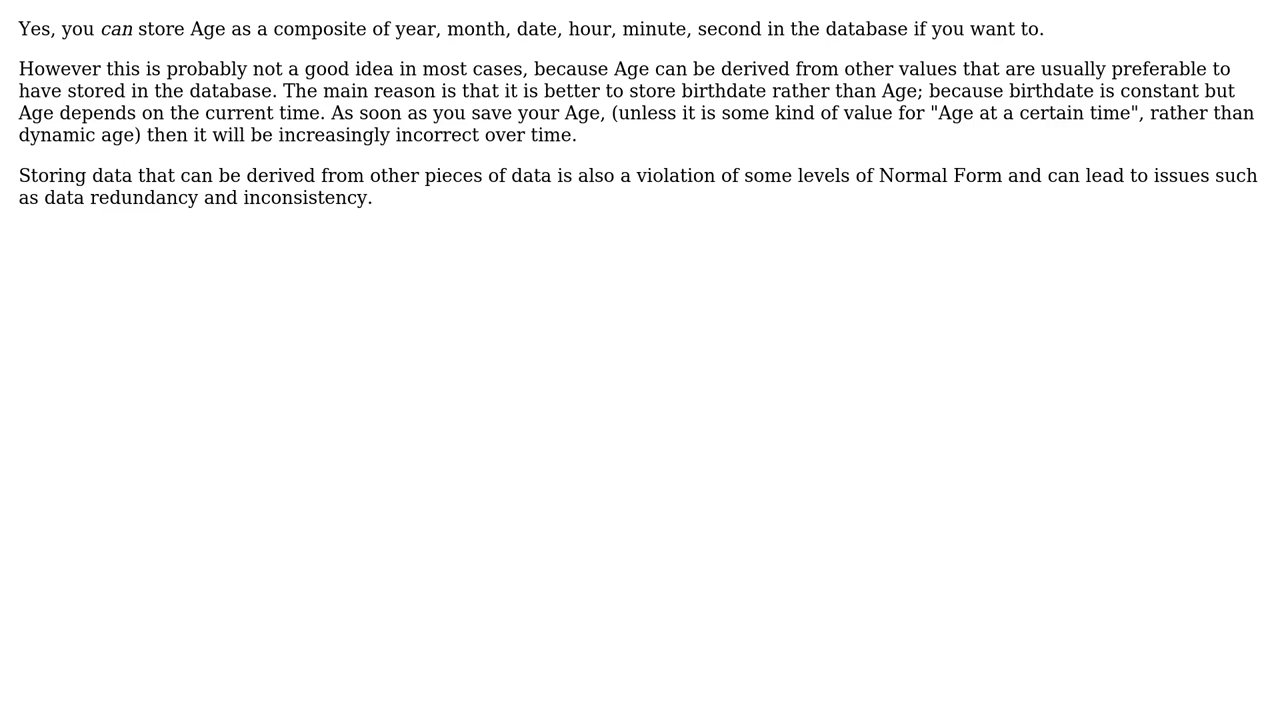 Yes, you can store Age as a composite of year, month, date, hour, minute, second in the database if you want to.
However this is probably not a good idea in most cases, because Age can be derived from other values that are usually preferable to
have stored in the database. The main reason is that it is better to store birthdate rather than Age; because birthdate is constant but
Age depends on the current time. As soon as you save your Age, (unless it is some kind of value for "Age at a certain time", rather than
dynamic age) then it will be increasingly incorrect over time.
Storing data that can be derived from other pieces of data is also a violation of some levels of Normal Form and can lead to issues such
as data redundancy and inconsistency.